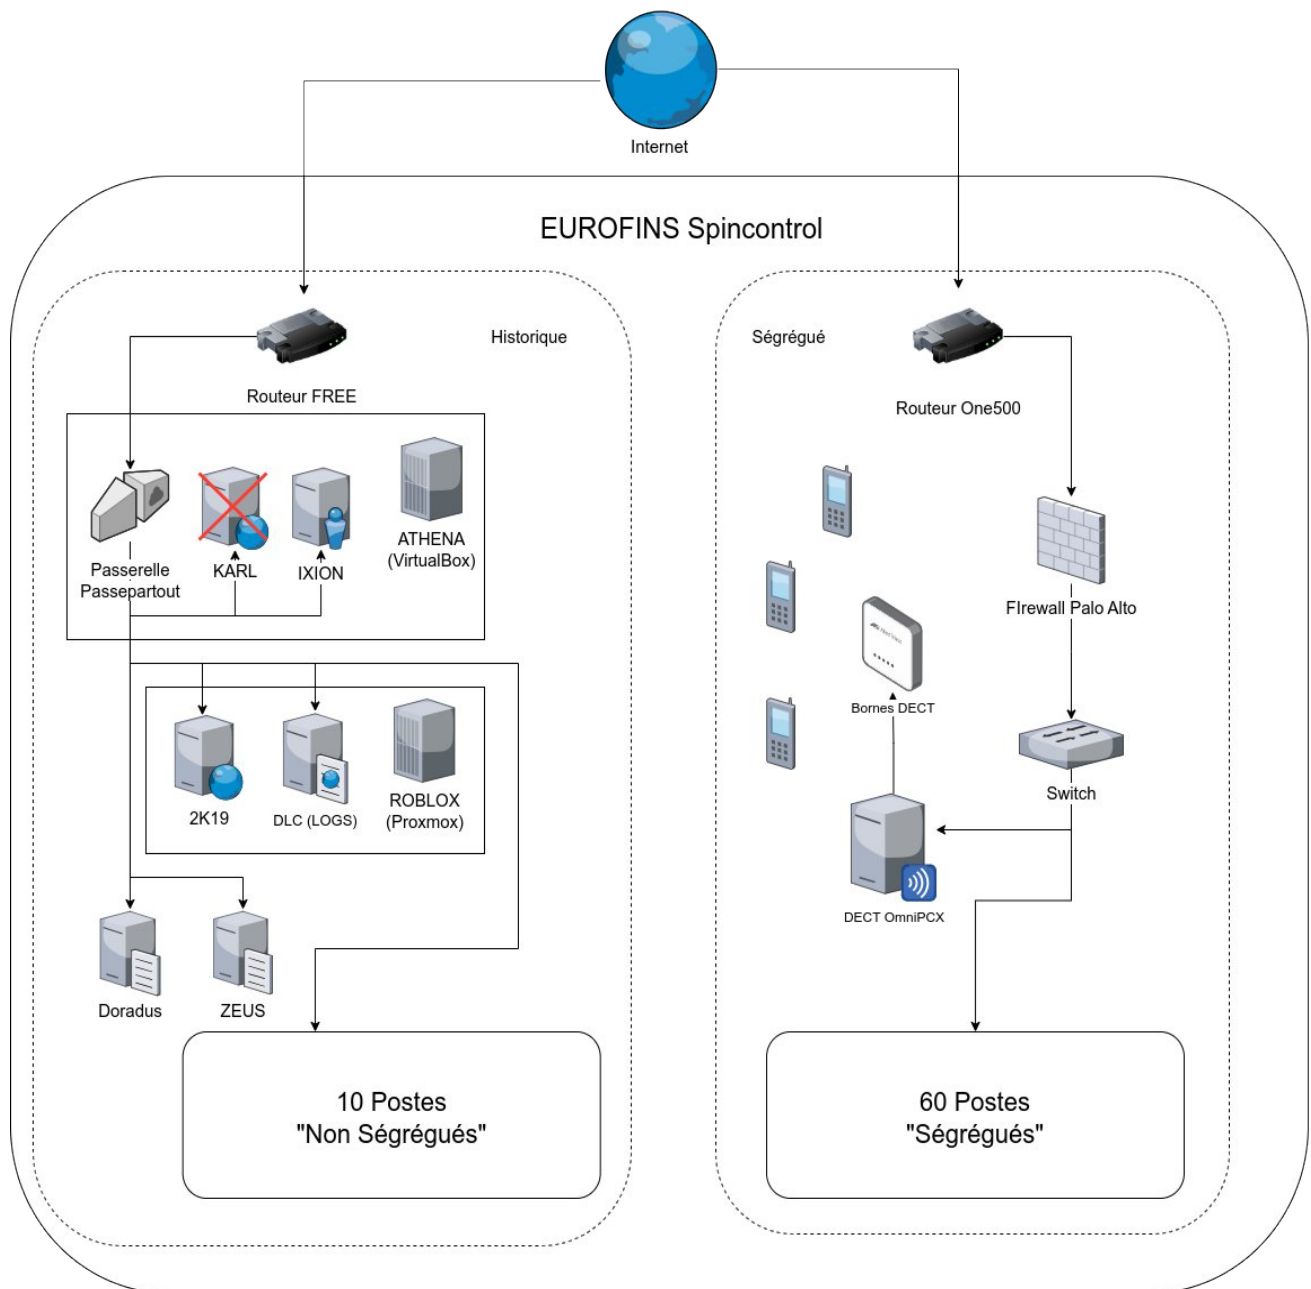 Internet
EUROFINS Spincontrol
Historique
Ségrégué
Routeur FREE
Routeur One500
Passerelle
Passepartout
KARL
IXION
ATHENA
(VirtualBox)
FIrewall Palo Alto
Bornes DECT
2K19
DLC (LOGS)
ROBLOX
(Proxmox)
Switch
DECT OmniPCX
Doradus
ZEUS
10 Postes
"Non Ségrégués"
60 Postes
"Ségrégués"